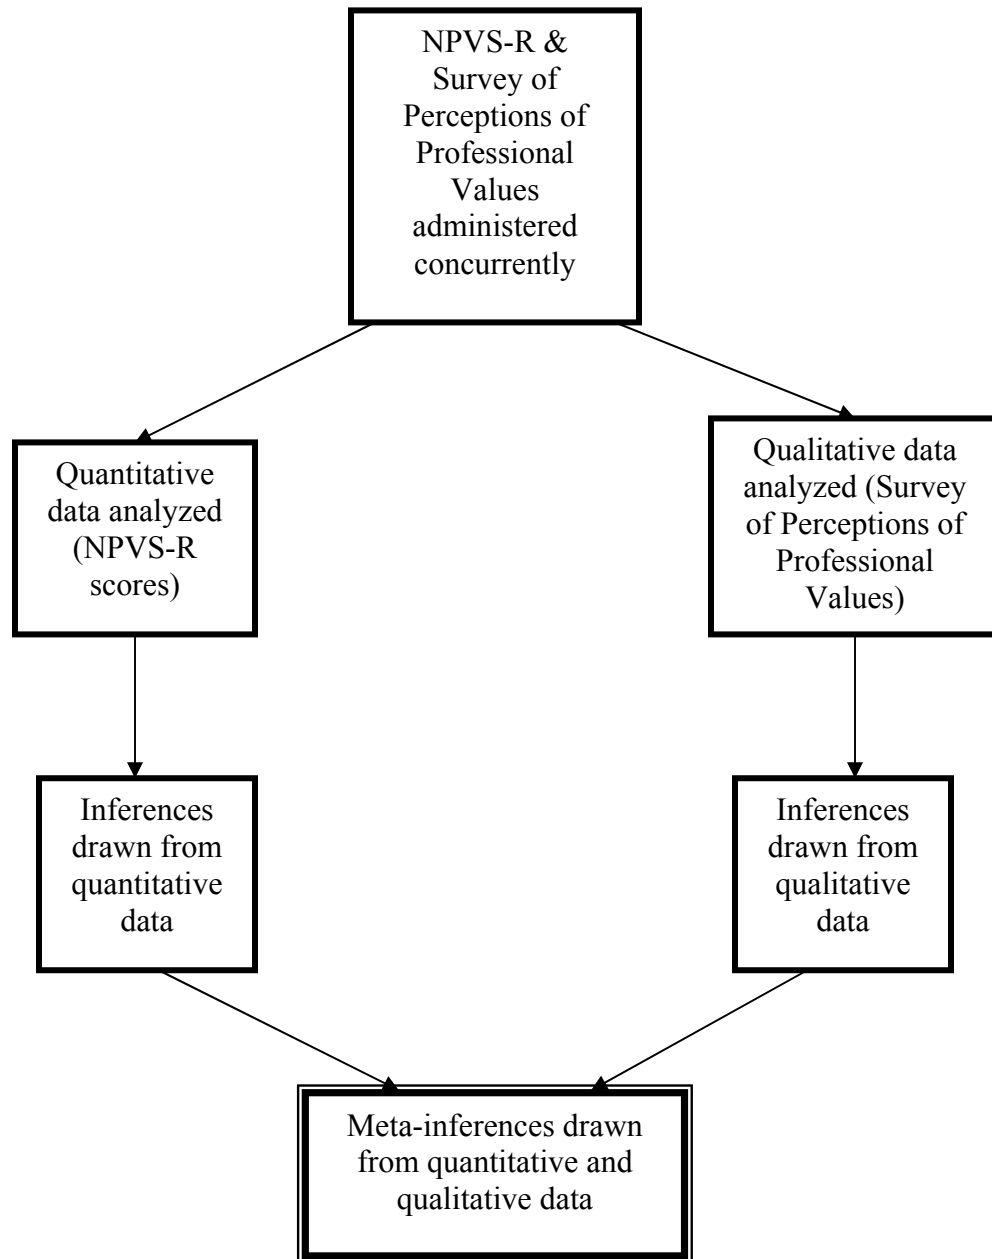 NPVS-R &
Survey of
Perceptions of
Professional
Values
administered
concurrently
Quantitative
data analyzed
(NPVS-R
scores)
Qualitative data
analyzed (Survey
of Perceptions of
Professional
Values)
Inferences
drawn from
quantitative
data
Inferences
drawn from
qualitative
data
Meta-inferences drawn
from quantitative and
qualitative data